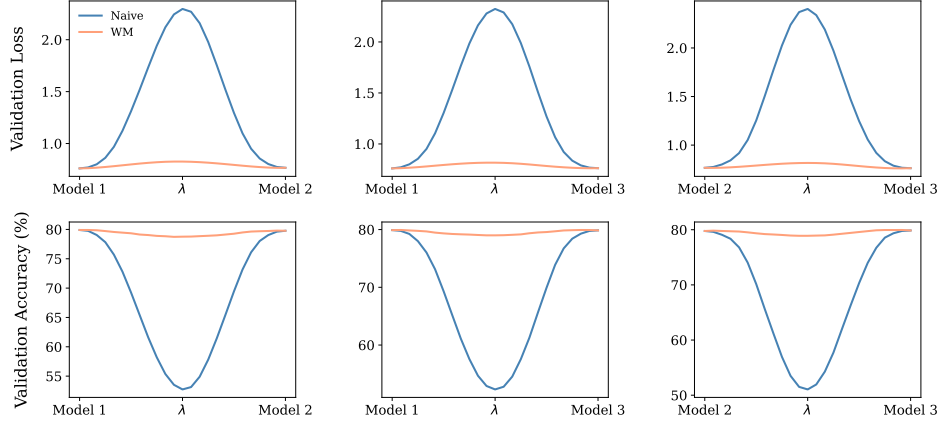 Validation Loss
2.0
1.5
1.0
Naive
WM
Model 1 λ Model 2
2.0
1.5
1.0
Model 1 λ Model 3
2.0
1.5
1.0
Model 2 λ Model 3
Validation Accuracy (%)
80
75
70
65
60
55
Model 1 λ Model 2
80
70
60
Model 1 λ Model 3
80
70
60
50
Model 2 λ Model 3